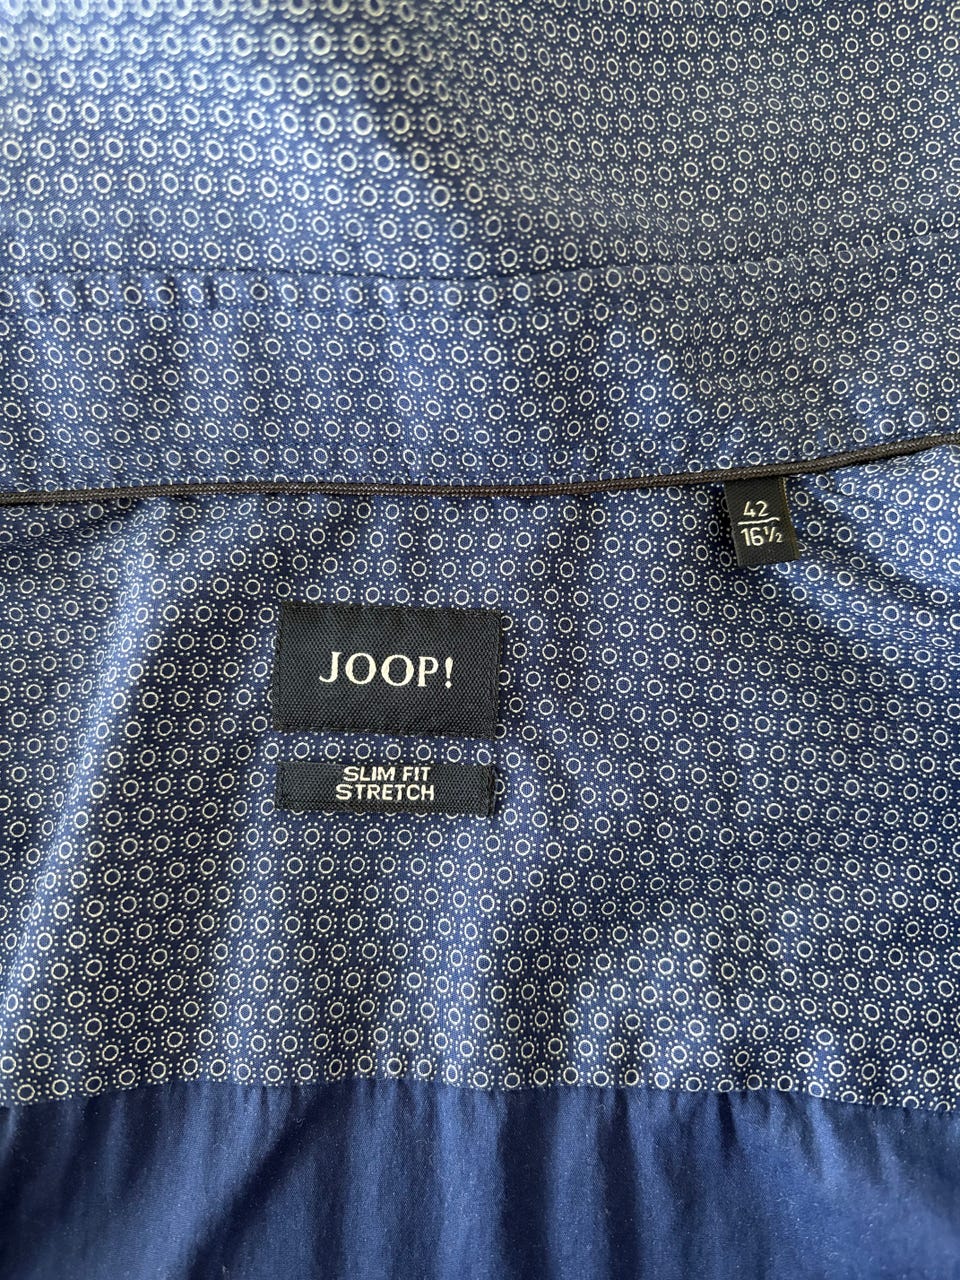 42
16½
JOOP!
SLIM FIT
STRETCH